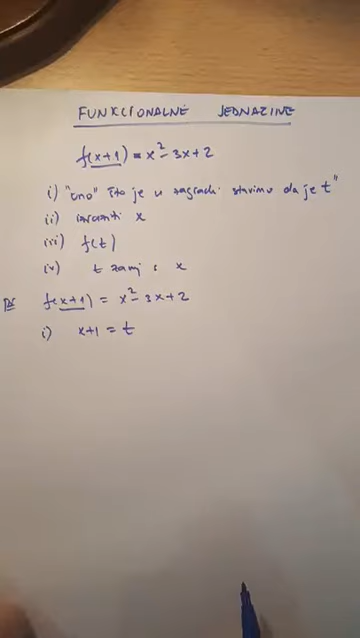 FUNKCIONALNE JEDNAČINE
f(x+1) = x² - 3x + 2
i) "ono" što je u zagradi stavimo da je t"
ii) izraziti x
iii) f(t)
iv) t zamj. s x
f(x+1) = x² - 3x + 2
i) x+1 = t